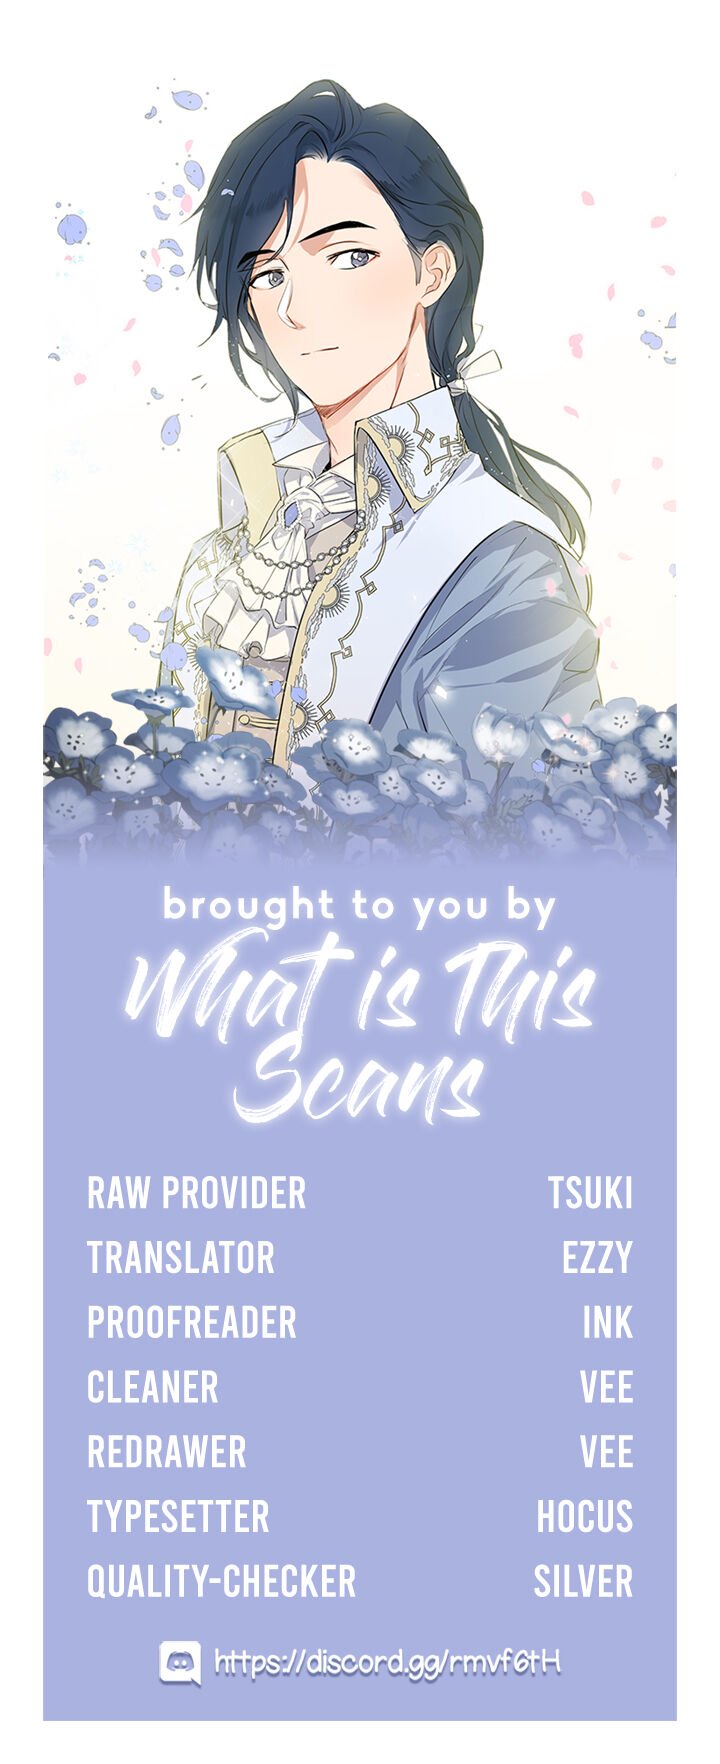 brought to you by
What is This
Scans
RAW PROVIDER TSUKI
TRANSLATOR EZZY
PROOFREADER INK
CLEANER VEE
REDRAWER VEE
TYPESETTER HOCUS
QUALITY-CHECKER SILVER
https://discord.gg/rmvf6tH